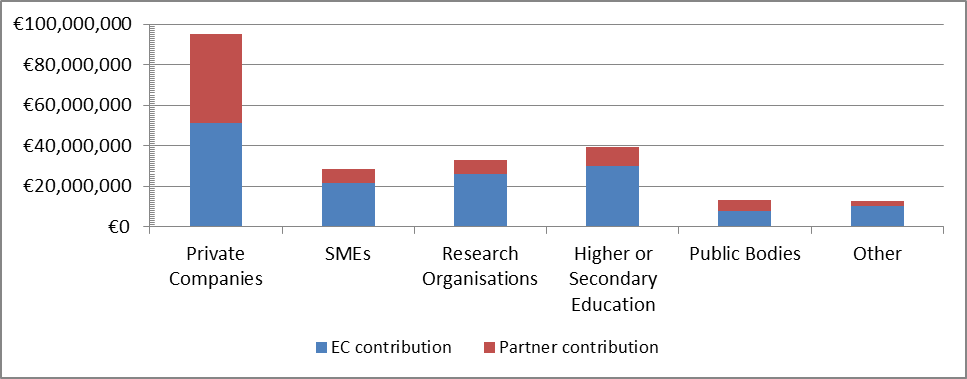 €100,000,000
€80,000,000
€60,000,000
€40,000,000
€20,000,000
€0
Private
Companies
SMEs
Research
Organisations
Higher or
Secondary
Education
Public Bodies
Other
EC contribution
Partner contribution